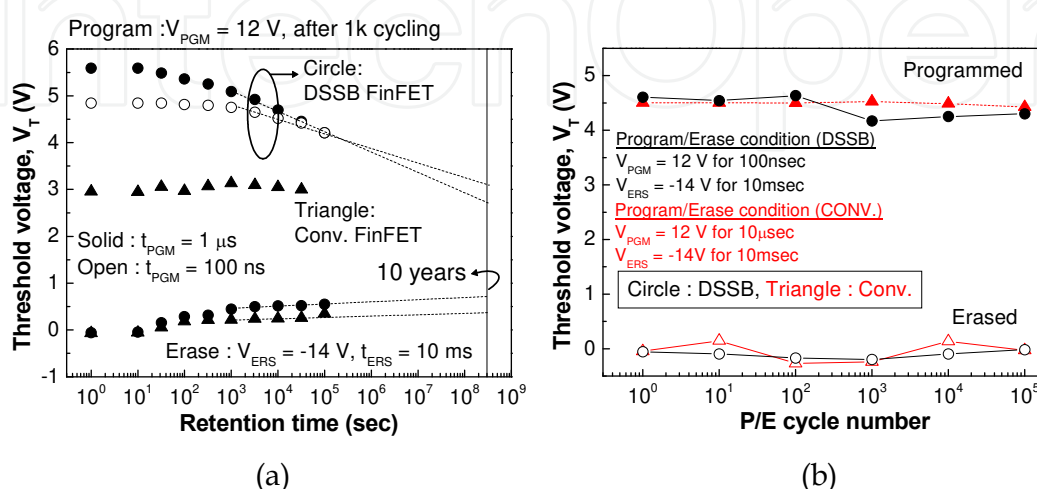 Program :V_PGM = 12 V, after 1k cycling
6
5
4
3
2
1
0
-1
Threshold voltage, V_T (V)
Circle:
DSSB FinFET
Triangle:
Conv. FinFET
Solid : t_PGM = 1 μs
Open : t_PGM = 100 ns
10 years
Erase : V_ERS = -14 V, t_ERS = 10 ms
10^0 10^1 10^2 10^3 10^4 10^5 10^6 10^7 10^8 10^9
Retention time (sec)
(a)
5
4
3
2
1
0
Threshold voltage, V_T (V)
Programmed
Program/Erase condition (DSSB)
V_PGM = 12 V for 100nsec
V_ERS = -14 V for 10msec
Program/Erase condition (CONV.)
V_PGM = 12 V for 10μsec
V_ERS = -14V for 10msec
Circle : DSSB, Triangle : Conv.
Erased
10^0 10^1 10^2 10^3 10^4 10^5
P/E cycle number
(b)